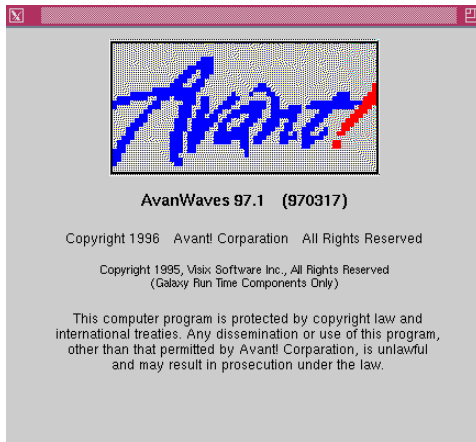 Avant!
AvanWaves 97.1 (970317)
Copyright 1996 Avant! Corporation All Rights Reserved
Copyright 1995, Visix Software Inc., All Rights Reserved
(Galaxy Run Time Components Only)
This computer program is protected by copyright law and
international treaties. Any dissemination or use of this program,
other than that permitted by Avant! Corporation, is unlawful
and may result in prosecution under the law.